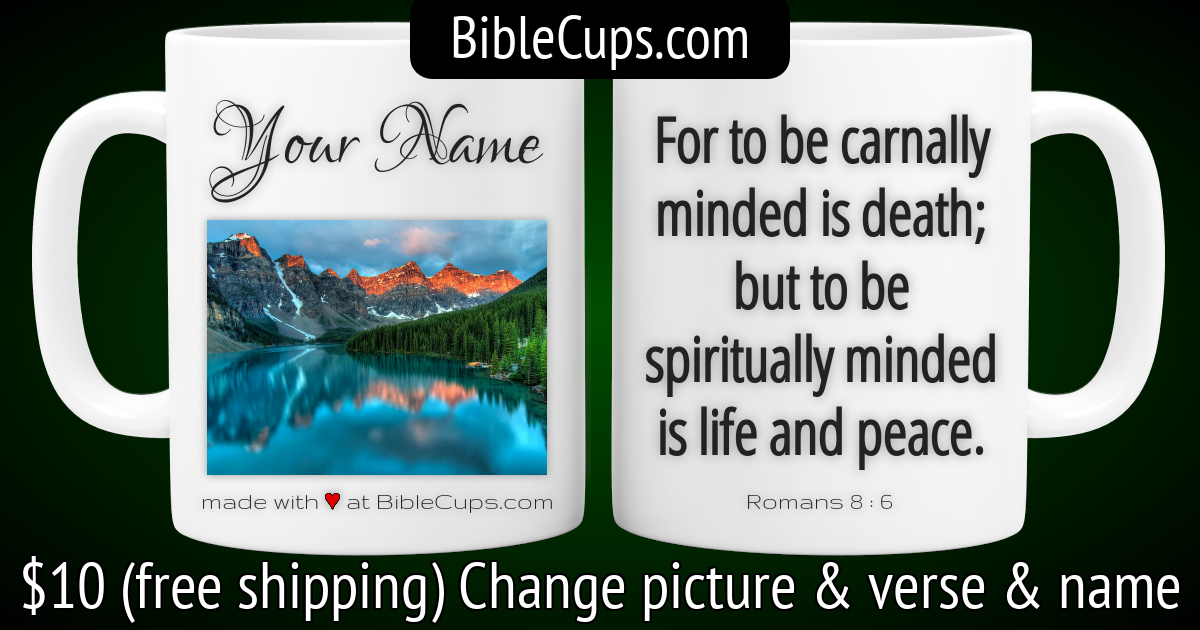 BibleCups.com
Your Name
made with ♥ at BibleCups.com
For to be carnally
minded is death;
but to be
spiritually minded
is life and peace.
Romans 8 : 6
$10 (free shipping) Change picture & verse & name